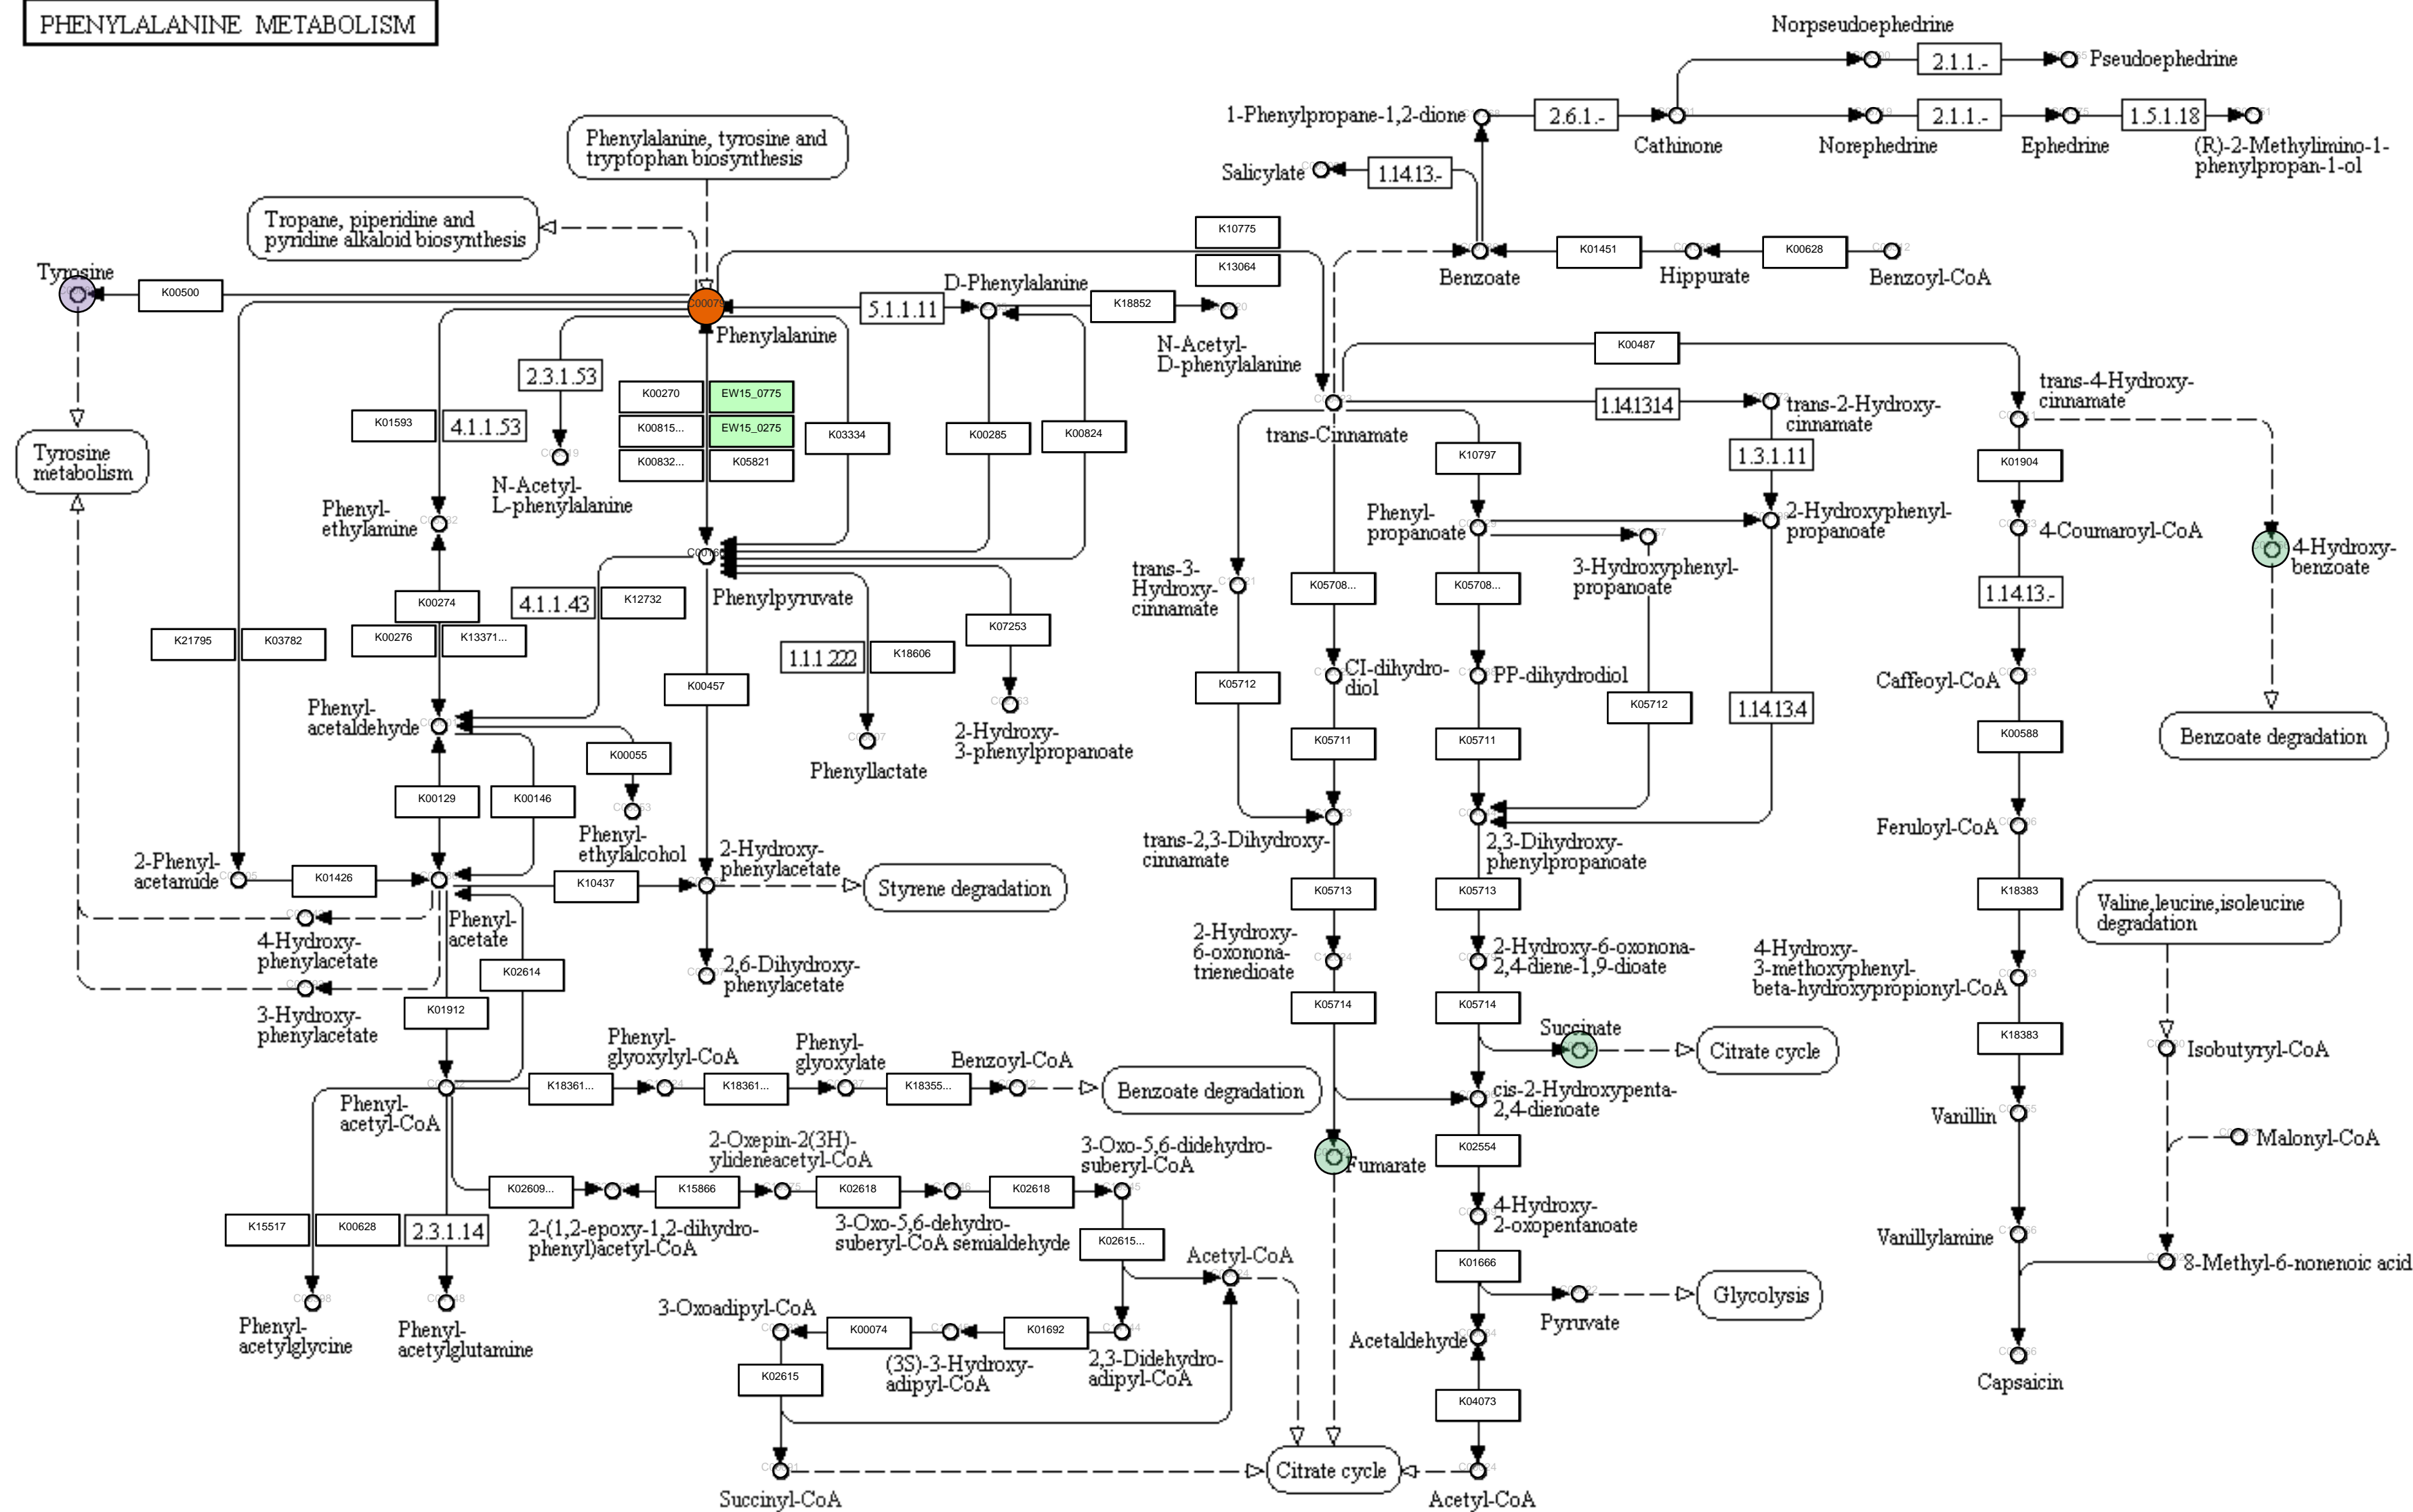 PHENYLALANINE METABOLISM
Norpseudoephedrine
2.1.1.-
Pseudoephedrine
1-Phenylpropane-1,2-dione
2.6.1.-
Cathinone
2.1.1.-
Norephedrine
Ephedrine
1.5.1.18
(R)-2-Methylimino-1-
phenylpropan-1-ol
Salicylate
1.14.13.-
Phenylalanine, tyrosine and
tryptophan biosynthesis
Tropane, piperidine and
pyridine alkaloid biosynthesis
K10775
K13064
Benzoate
K01451
Hippurate
K00628
Benzoyl-CoA
Tyrosine
K00500
C00079
Phenylalanine
5.1.1.11
D-Phenylalanine
K18852
N-Acetyl-
D-phenylalanine
K00487
2.3.1.53
N-Acetyl-
L-phenylalanine
K00270
EW15_0775
K00815...
EW15_0275
K00832...
K05821
K03334
K00285
K00824
K01593
4.1.1.53
Tyrosine
metabolism
trans-Cinnamate
1.14.1314
trans-2-Hydroxy-
cinnamate
1.3.1.11
trans-4-Hydroxy-
cinnamate
K10797
K01904
Phenyl-
ethylamine
Phenyl-
propanoate
2-Hydroxyphenyl-
propanoate
4-Coumaroyl-CoA
4-Hydroxy-
benzoate
3-Hydroxyphenyl-
propanoate
trans-3-
Hydroxy-
cinnamate
K05708...
K05708...
1.14.13.-
K00274
K00276
K13371...
4.1.1.43
K12732
Phenylpyruvate
K21795
K03782
1.1.1.222
K18606
K07253
K00457
K05712
CI-dihydro-
diol
PP-dihydrodiol
K05712
1.14.13.4
Caffeoyl-CoA
Phenyl-
acetaldehyde
K00055
Phenyllactate
2-Hydroxy-
3-phenylpropanoate
K05711
K05711
K00588
Benzoate degradation
K00129
K00146
Phenyl-
ethylalcohol
trans-2,3-Dihydroxy-
cinnamate
2,3-Dihydroxy-
phenylpropanoate
Feruloyl-CoA
2-Phenyl-
acetamide
K01426
K10437
2-Hydroxy-
phenylacetate
Styrene degradation
K05713
K05713
K18383
Valine,leucine,isoleucine
degradation
Phenyl-
acetate
4-Hydroxy-
phenylacetate
3-Hydroxy-
phenylacetate
K02614
K01912
2,6-Dihydroxy-
phenylacetate
2-Hydroxy-
6-oxonona-
trienedioate
2-Hydroxy-6-oxonona-
2,4-diene-1,9-dioate
4-Hydroxy-
3-methoxyphenyl-
beta-hydroxypropionyl-CoA
K05714
K05714
K18383
Succinate
Citrate cycle
Isobutyryl-CoA
Phenyl-
acetyl-CoA
K18361...
Phenyl-
glyoxylyl-CoA
K18361...
Phenyl-
glyoxylate
K18355...
Benzoyl-CoA
Benzoate degradation
cis-2-Hydroxypenta-
2,4-dienoate
Vanillin
Malonyl-CoA
Fumarate
K02554
K02609...
2-(1,2-epoxy-1,2-dihydro-
phenyl)acetyl-CoA
K15866
2-Oxepin-2(3H)-
ylideneacetyl-CoA
K02618
3-Oxo-5,6-dehydro-
suberyl-CoA semialdehyde
K02618
3-Oxo-5,6-didehydro-
suberyl-CoA
K15517
K00628
2.3.1.14
Phenyl-
acetylglycine
Phenyl-
acetylglutamine
K02615...
Acetyl-CoA
4-Hydroxy-
2-oxopentanoate
Vanillylamine
8-Methyl-6-nonenoic acid
K01666
Pyruvate
Glycolysis
3-Oxoadipyl-CoA
K00074
(3S)-3-Hydroxy-
adipyl-CoA
K01692
2,3-Didehydro-
adipyl-CoA
Acetaldehyde
Capsaicin
K02615
K04073
Succinyl-CoA
Citrate cycle
Acetyl-CoA